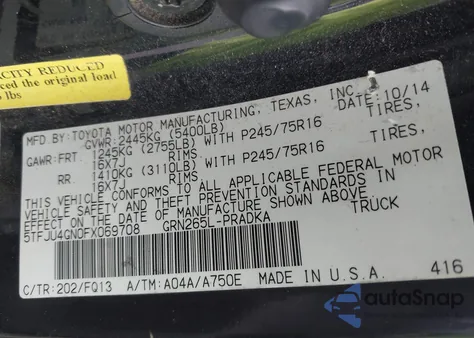 CITY REDUCED
ced the original load
lbs
MFD. BY: TOYOTA MOTOR MANUFACTURING, TEXAS, INC. DATE: 10/14
GVWR: 2445KG (5400LB)
GAWR: FRT. 1245KG (2755LB) WITH P245/75R16 TIRES,
16X7J RIMS
RR. 1410KG (3110LB) WITH P245/75R16 TIRES,
16X7J RIMS
THIS VEHICLE CONFORMS TO ALL APPLICABLE FEDERAL MOTOR
VEHICLE SAFETY AND THEFT PREVENTION STANDARDS IN
EFFECT ON THE DATE OF MANUFACTURE SHOWN ABOVE
5TFJU4GN0FX069708 GRN265L-PRADKA TRUCK
C/TR: 202/FQ13 A/TM: A04A/A750E MADE IN U.S.A. 416
autoSnap